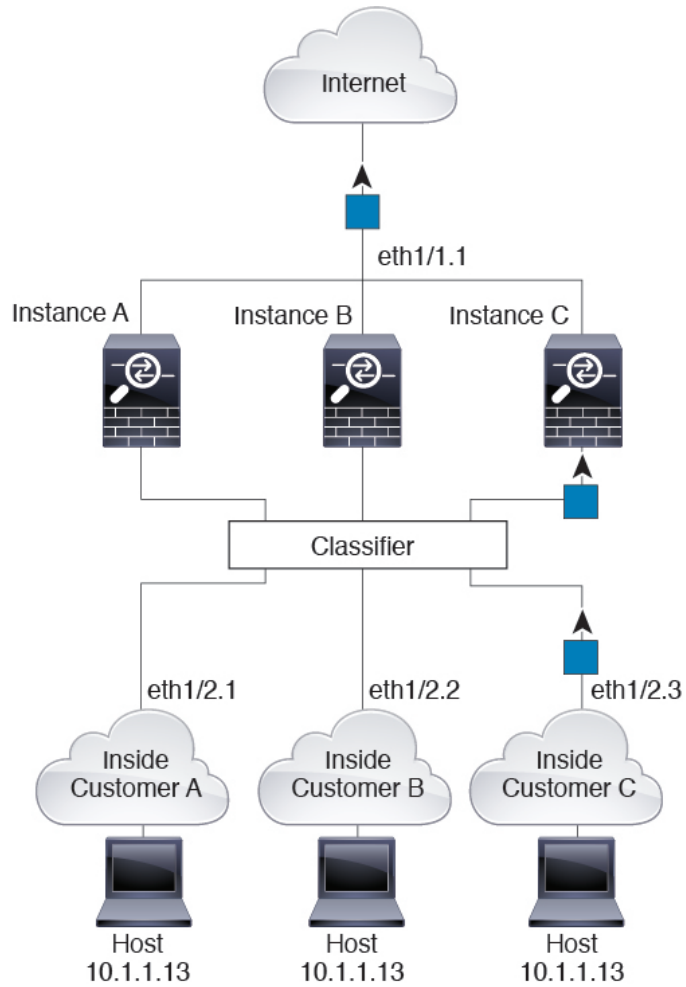 Internet
eth1/1.1
Instance A
Instance B
Instance C
Classifier
eth1/2.1
eth1/2.2
eth1/2.3
Inside
Customer A
Inside
Customer B
Inside
Customer C
Host
10.1.1.13
Host
10.1.1.13
Host
10.1.1.13